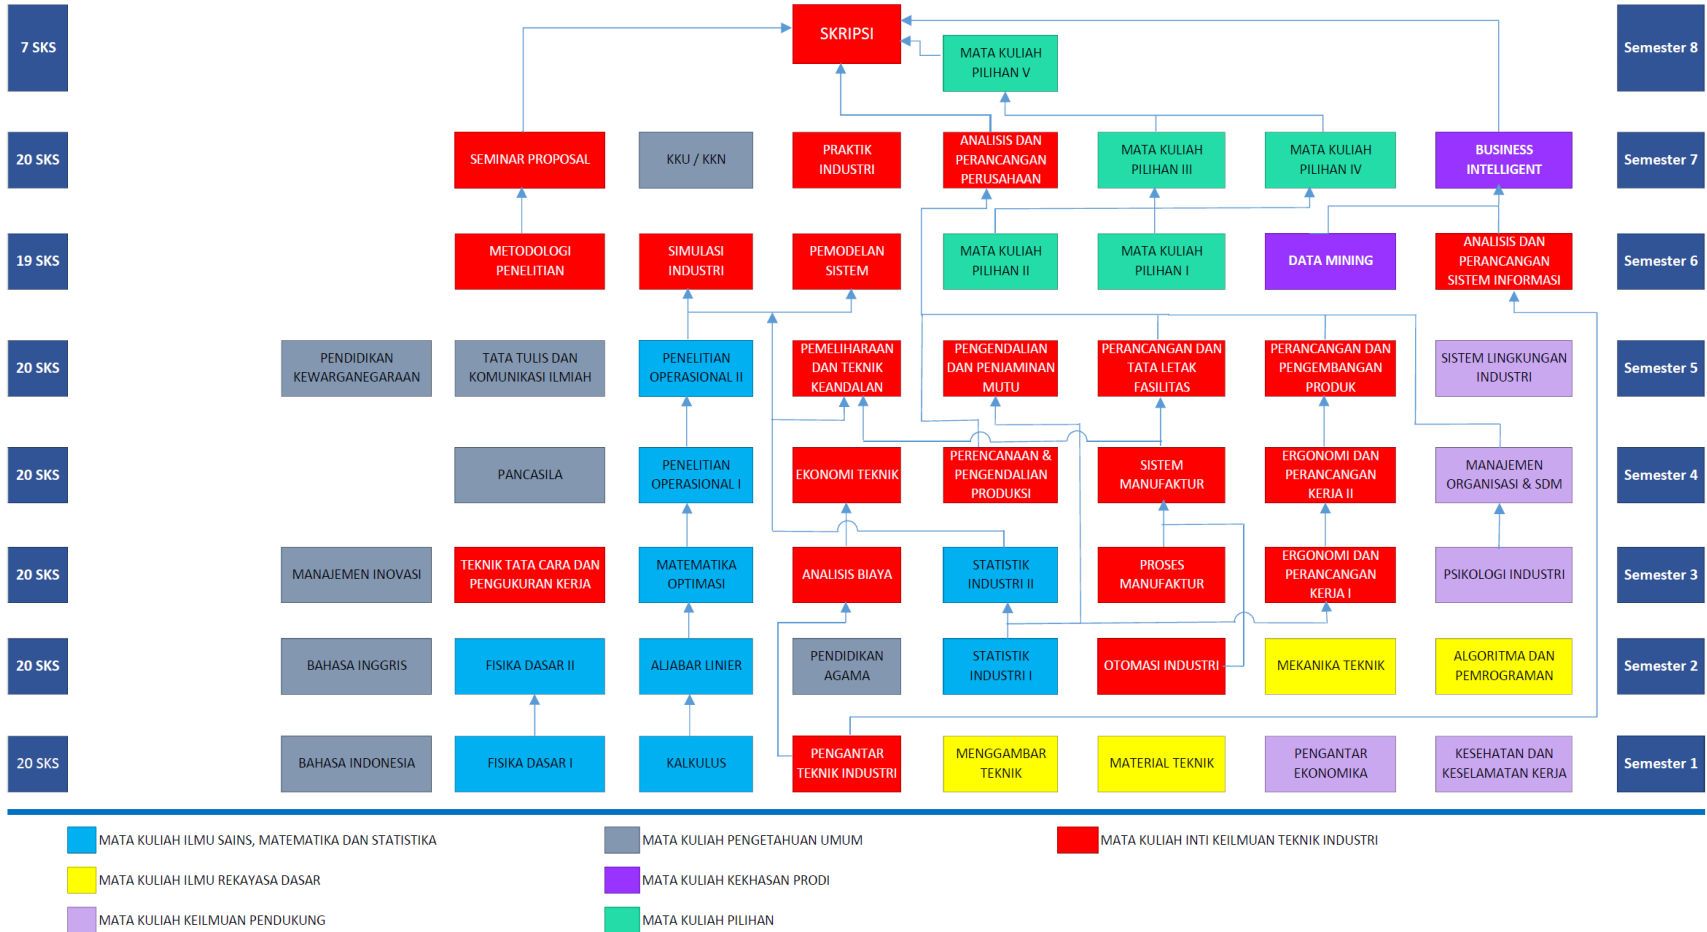 7 SKS
SKRIPSI
MATA KULIAH
PILIHAN V
Semester 8
20 SKS
SEMINAR PROPOSAL
KKU / KKN
PRAKTIK
INDUSTRI
ANALISIS DAN
PERANCANGAN
PERUSAHAAN
MATA KULIAH
PILIHAN III
MATA KULIAH
PILIHAN IV
BUSINESS
INTELLIGENT
Semester 7
19 SKS
METODOLOGI
PENELITIAN
SIMULASI
INDUSTRI
PEMODELAN
SISTEM
MATA KULIAH
PILIHAN II
MATA KULIAH
PILIHAN I
DATA MINING
ANALISIS DAN
PERANCANGAN
SISTEM INFORMASI
Semester 6
20 SKS
PENDIDIKAN
KEWARGANEGARAAN
TATA TULIS DAN
KOMUNIKASI ILMIAH
PENELITIAN
OPERASIONAL II
PEMELIHARAAN
DAN TEKNIK
KEANDALAN
PENGENDALIAN
DAN PENJAMINAN
MUTU
PERANCANGAN DAN
TATA LETAK
FASILITAS
PERANCANGAN DAN
PENGEMBANGAN
PRODUK
SISTEM LINGKUNGAN
INDUSTRI
Semester 5
20 SKS
PANCASILA
PENELITIAN
OPERASIONAL I
EKONOMI TEKNIK
PERENCANAAN &
PENGENDALIAN
PRODUKSI
SISTEM
MANUFAKTUR
ERGONOMI DAN
PERANCANGAN
KERJA II
MANAJEMEN
ORGANISASI & SDM
Semester 4
20 SKS
MANAJEMEN INOVASI
TEKNIK TATA CARA DAN
PENGUKURAN KERJA
MATEMATIKA
OPTIMASI
ANALISIS BIAYA
STATISTIK
INDUSTRI II
PROSES
MANUFAKTUR
ERGONOMI DAN
PERANCANGAN
KERJA I
PSIKOLOGI INDUSTRI
Semester 3
20 SKS
BAHASA INGGRIS
FISIKA DASAR II
ALJABAR LINIER
PENDIDIKAN
AGAMA
STATISTIK
INDUSTRI I
OTOMASI INDUSTRI
MEKANIKA TEKNIK
ALGORITMA DAN
PEMROGRAMAN
Semester 2
20 SKS
BAHASA INDONESIA
FISIKA DASAR I
KALKULUS
PENGANTAR
TEKNIK INDUSTRI
MENGGAMBAR
TEKNIK
MATERIAL TEKNIK
PENGANTAR
EKONOMIKA
KESEHATAN DAN
KESELAMATAN KERJA
Semester 1
MATA KULIAH ILMU SAINS, MATEMATIKA DAN STATISTIKA
MATA KULIAH PENGETAHUAN UMUM
MATA KULIAH INTI KEILMUAN TEKNIK INDUSTRI
MATA KULIAH ILMU REKAYASA DASAR
MATA KULIAH KEKHASAN PRODI
MATA KULIAH KEILMUAN PENDUKUNG
MATA KULIAH PILIHAN